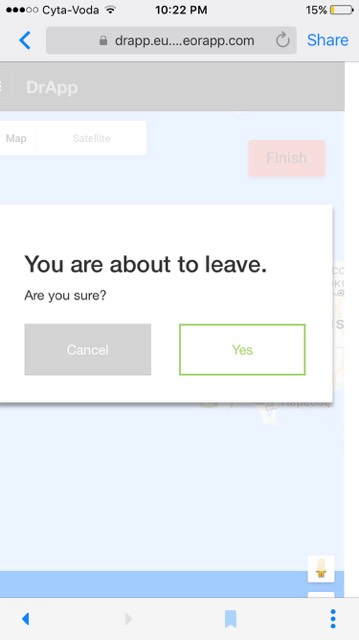 Cyta-Voda 10:22 PM 15%
drapp.eu....eorapp.com Share
DrApp
Map Satellite
Finish
You are about to leave.
Are you sure?
Cancel Yes